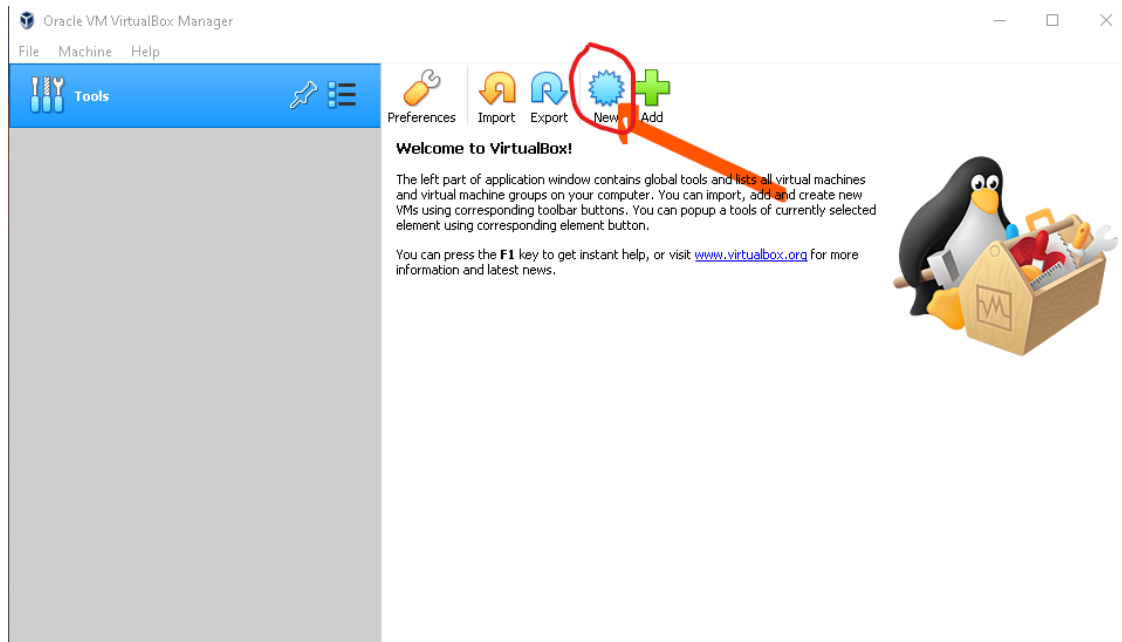 Oracle VM VirtualBox Manager
File Machine Help
Tools
Preferences Import Export New Add
Welcome to VirtualBox!
The left part of application window contains global tools and lists all virtual machines
and virtual machine groups on your computer. You can import, add and create new
VMs using corresponding toolbar buttons. You can popup a tools of currently selected
element using corresponding element button.
You can press the F1 key to get instant help, or visit www.virtualbox.org for more
information and latest news.